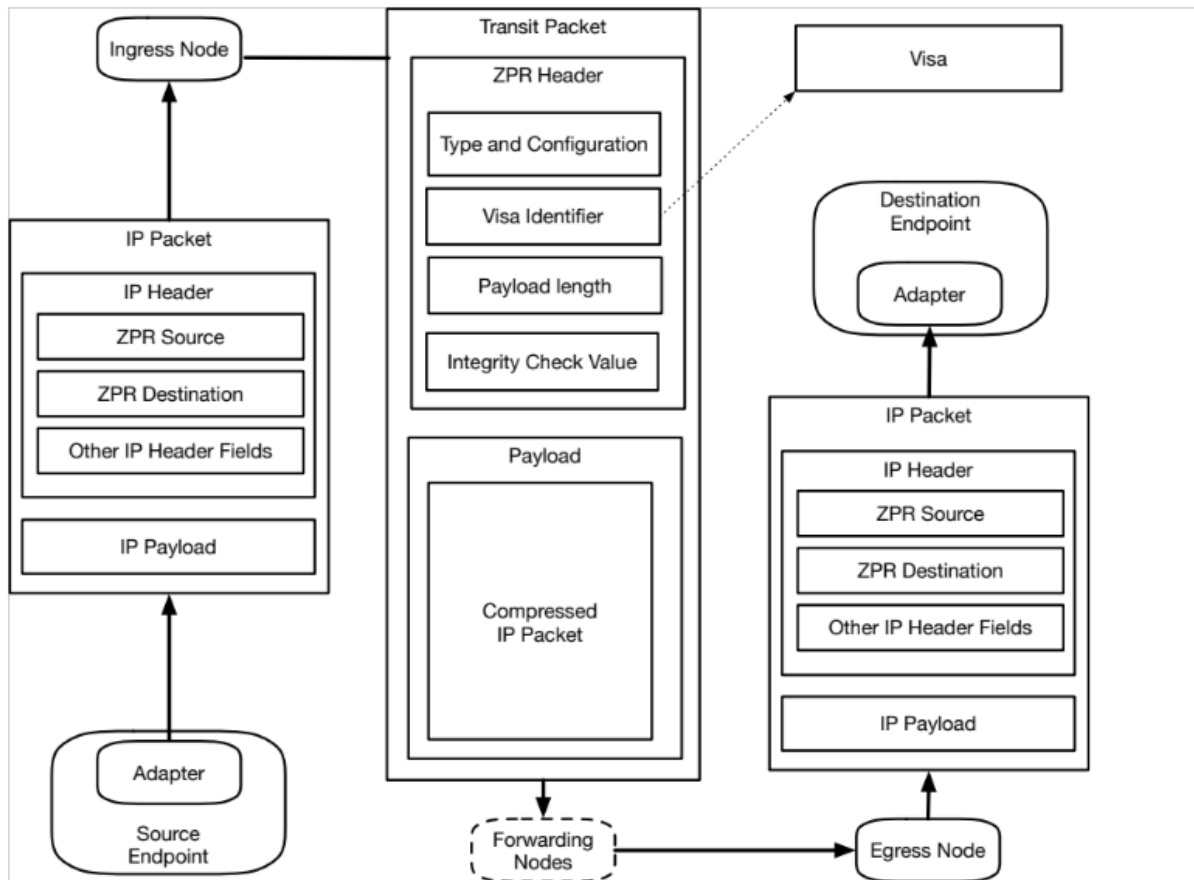 Ingress Node
IP Packet
IP Header
ZPR Source
ZPR Destination
Other IP Header Fields
IP Payload
Adapter
Source
Endpoint
Transit Packet
ZPR Header
Type and Configuration
Visa Identifier
Payload length
Integrity Check Value
Payload
Compressed
IP Packet
Forwarding
Nodes
Visa
Destination
Endpoint
Adapter
IP Packet
IP Header
ZPR Source
ZPR Destination
Other IP Header Fields
IP Payload
Egress Node